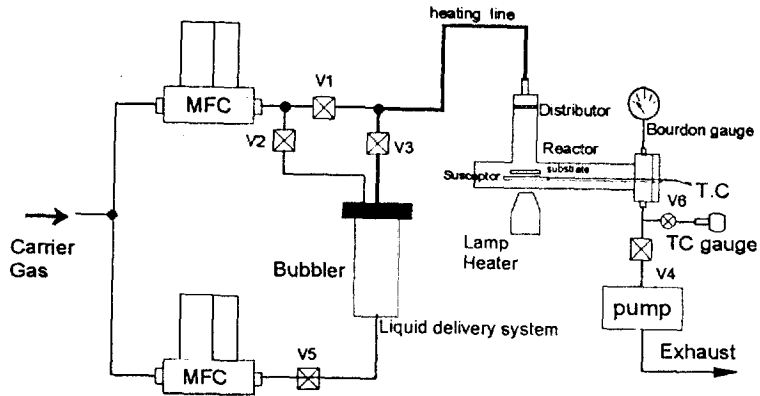 heating line
MFC
V1
V2
V3
Distributor
Reactor
substrate
Susceptor
Bourdon gauge
T.C
V6
TC gauge
Lamp
Heater
V4
pump
Exhaust
Carrier
Gas
Bubbler
Liquid delivery system
V5
MFC